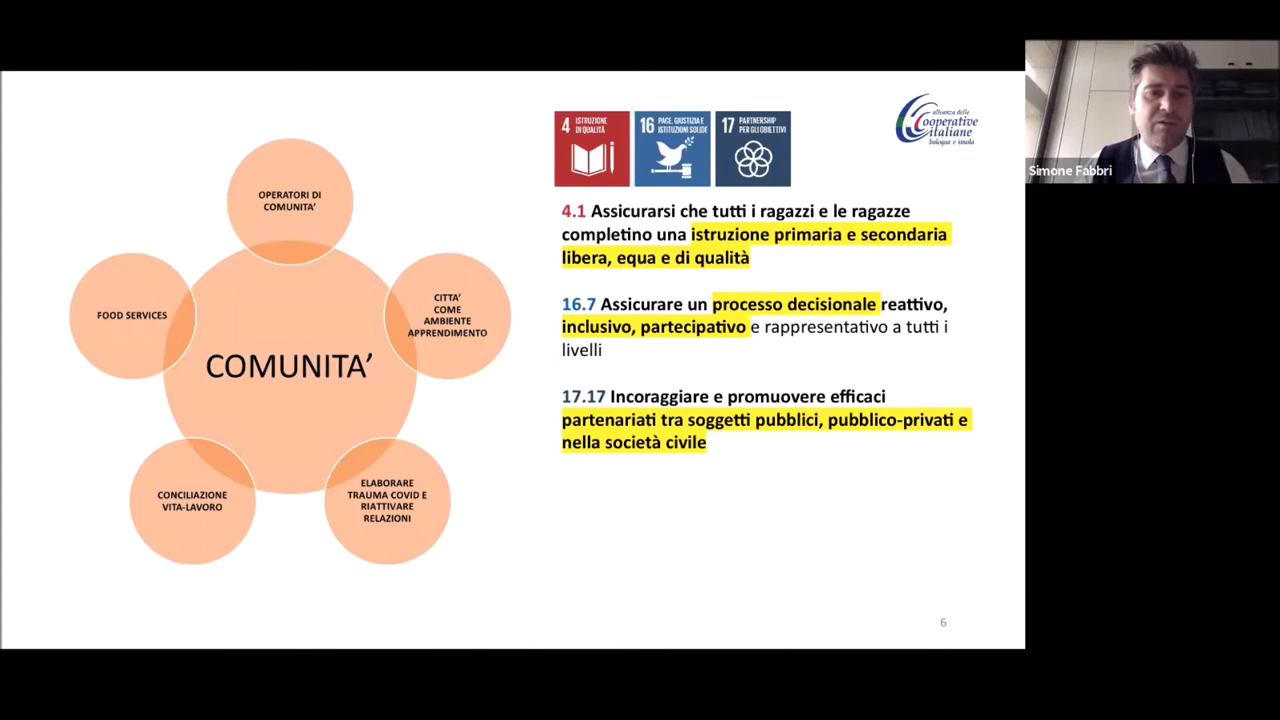 OPERATORI DI
COMUNITA'
FOOD SERVICES
CITTA'
COME
AMBIENTE
APPRENDIMENTO
COMUNITA'
CONCILIAZIONE
VITA-LAVORO
ELABORARE
TRAUMA COVID E
RIATTIVARE
RELAZIONI
4 ISTRUZIONE
DI QUALITÀ
16 PACE, GIUSTIZIA E
ISTITUZIONI SOLIDE
17 PARTNERSHIP
PER GLI OBIETTIVI
alleanza delle
Cooperative
italiane
bologna e imola
4.1 Assicurarsi che tutti i ragazzi e le ragazze
completino una istruzione primaria e secondaria
libera, equa e di qualità
16.7 Assicurare un processo decisionale reattivo,
inclusivo, partecipativo e rappresentativo a tutti i
livelli
17.17 Incoraggiare e promuovere efficaci
partenariati tra soggetti pubblici, pubblico-privati e
nella società civile
6
Simone Fabbri